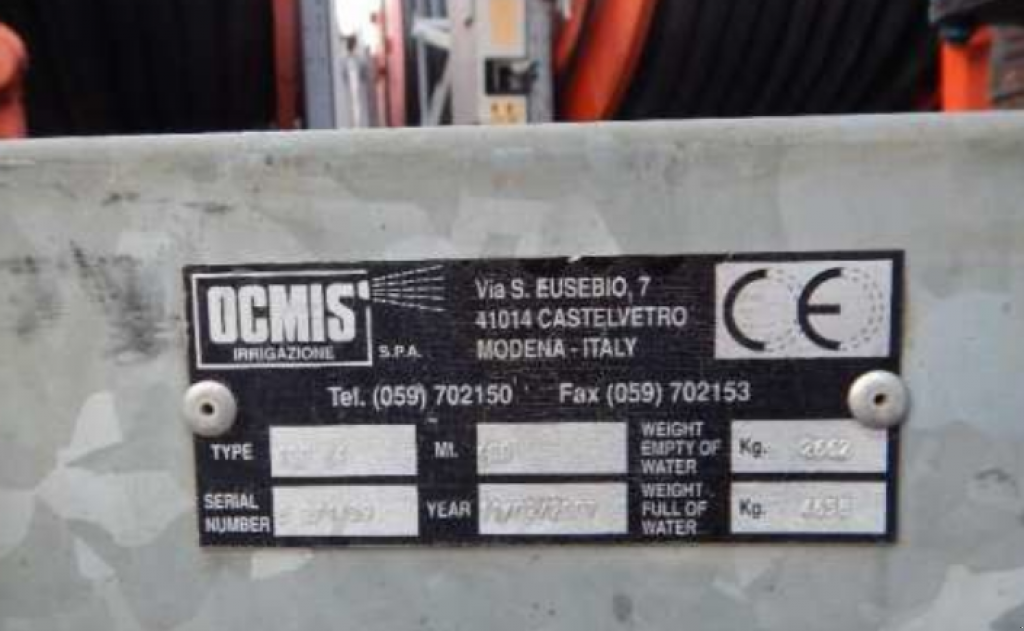 OCMIS
IRRIGAZIONE
S.P.A.
Via S. EUSEBIO, 7
41014 CASTELVETRO
MODENA - ITALY
CE
Tel. (059) 702150 Fax (059) 702153
TYPE
Mt.
WEIGHT EMPTY OF WATER
Kg. 2662
SERIAL NUMBER
YEAR
WEIGHT FULL OF WATER
Kg.